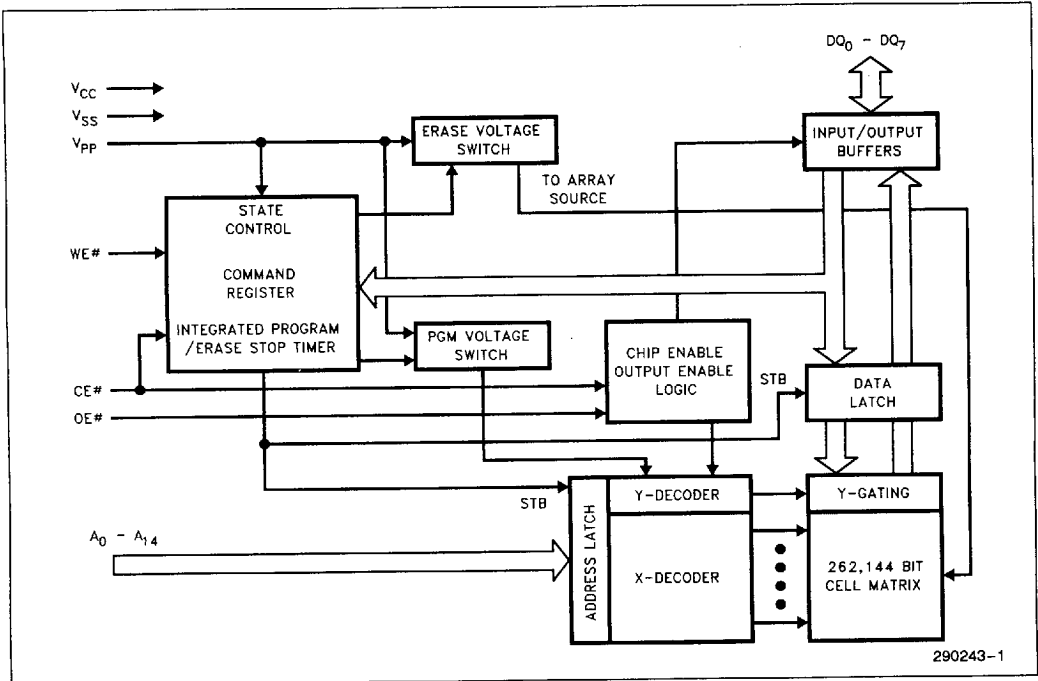 DQ0 - DQ7
VCC
VSS
VPP
ERASE VOLTAGE
SWITCH
INPUT/OUTPUT
BUFFERS
TO ARRAY
SOURCE
STATE
CONTROL
WE#
COMMAND
REGISTER
INTEGRATED PROGRAM
/ERASE STOP TIMER
PGM VOLTAGE
SWITCH
CHIP ENABLE
OUTPUT ENABLE
LOGIC
STB
DATA
LATCH
CE#
OE#
STB
ADDRESS LATCH
Y-DECODER
Y-GATING
A0 - A14
X-DECODER
262,144 BIT
CELL MATRIX
290243-1